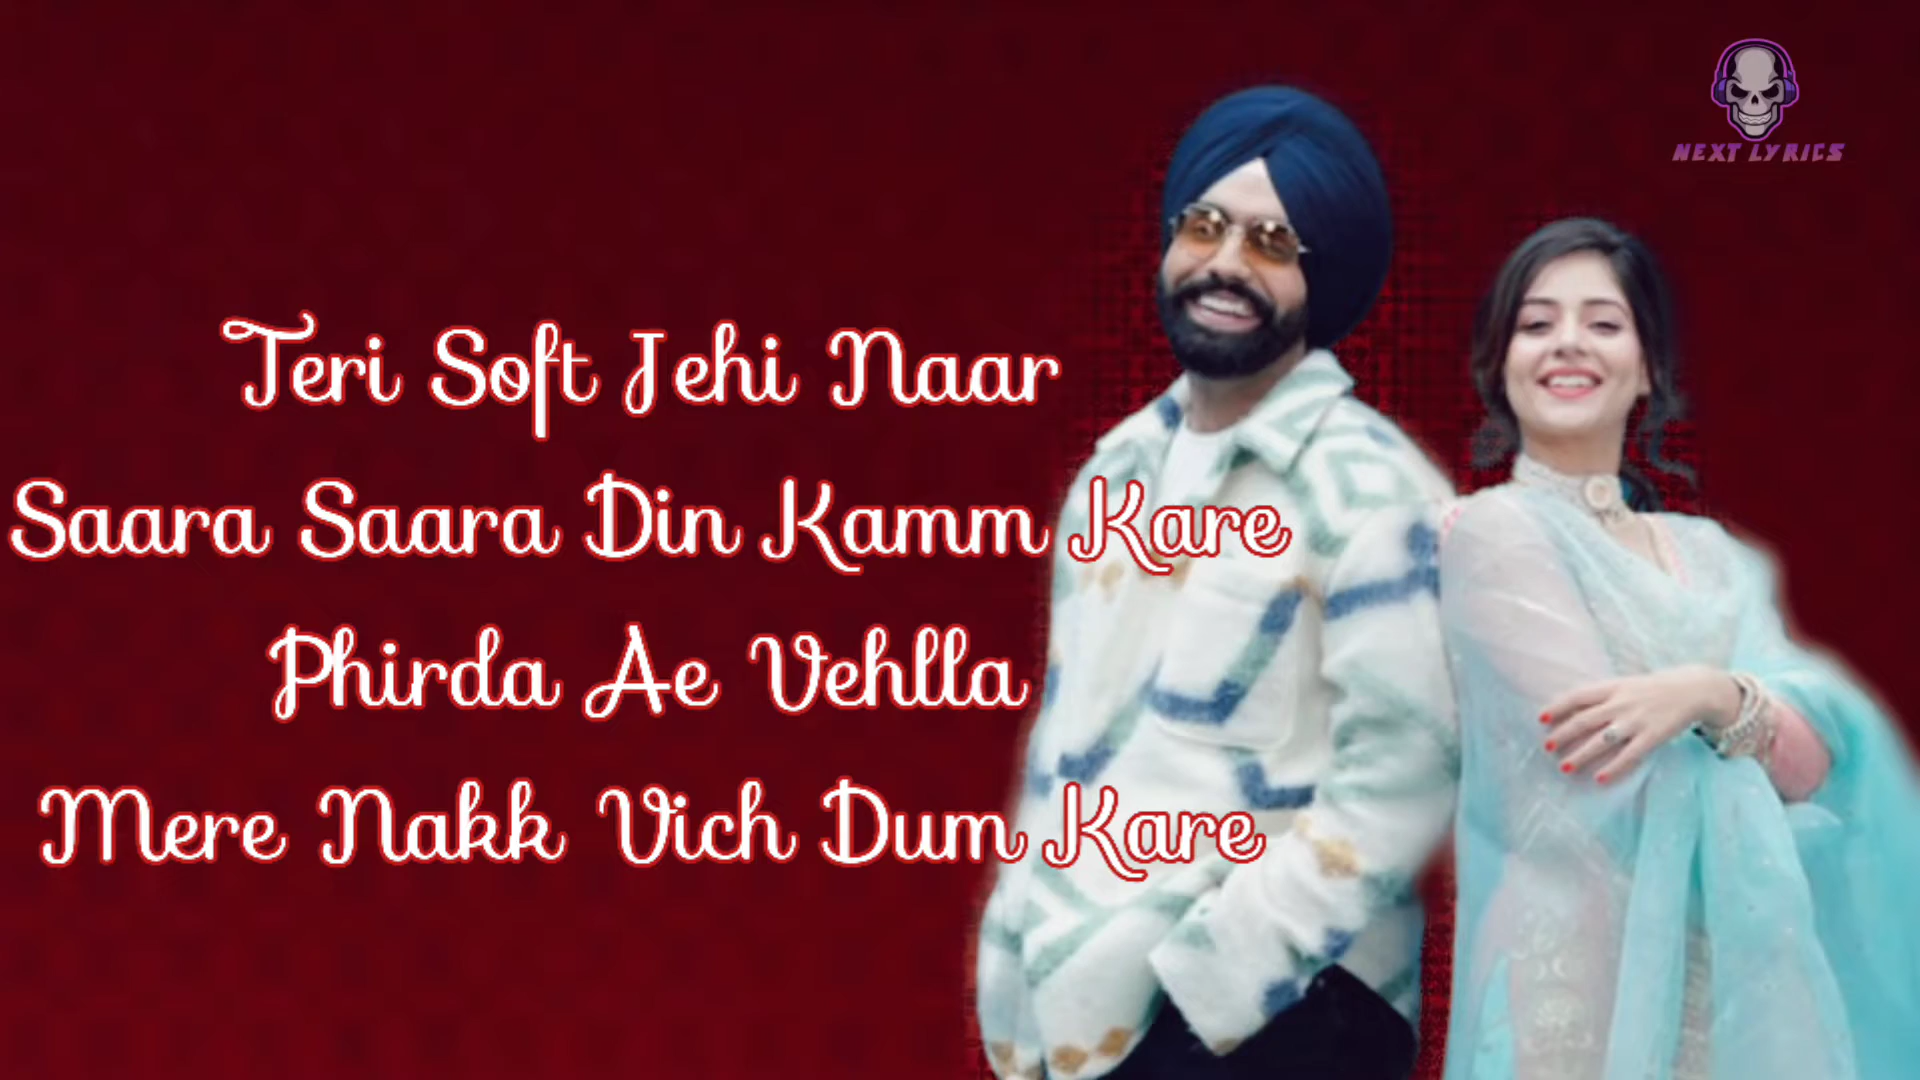 NEXT LYRICS
Teri Soft Jehi Naar
Saara Saara Din Kamm Kare
Phirda Ae Vehlla
Mere Nakk Vich Dum Kare